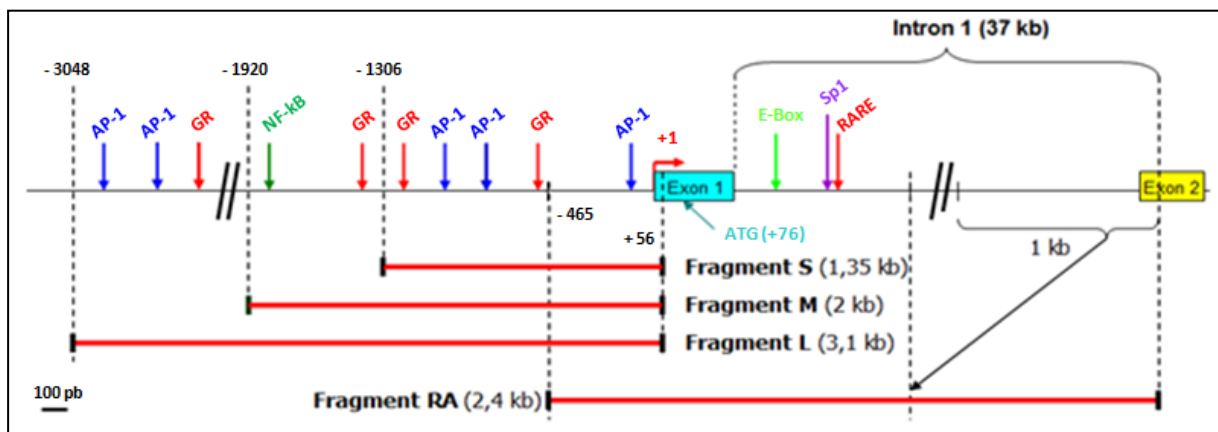 Intron 1 (37 kb)
- 3048
- 1920
- 1306
AP-1
AP-1
GR
NF-kB
GR
GR
AP-1
AP-1
GR
AP-1
+1
E-Box
Sp1
RARE
Exon 1
Exon 2
- 465
+ 56
ATG (+76)
1 kb
Fragment S (1,35 kb)
Fragment M (2 kb)
Fragment L (3,1 kb)
100 pb
Fragment RA (2,4 kb)